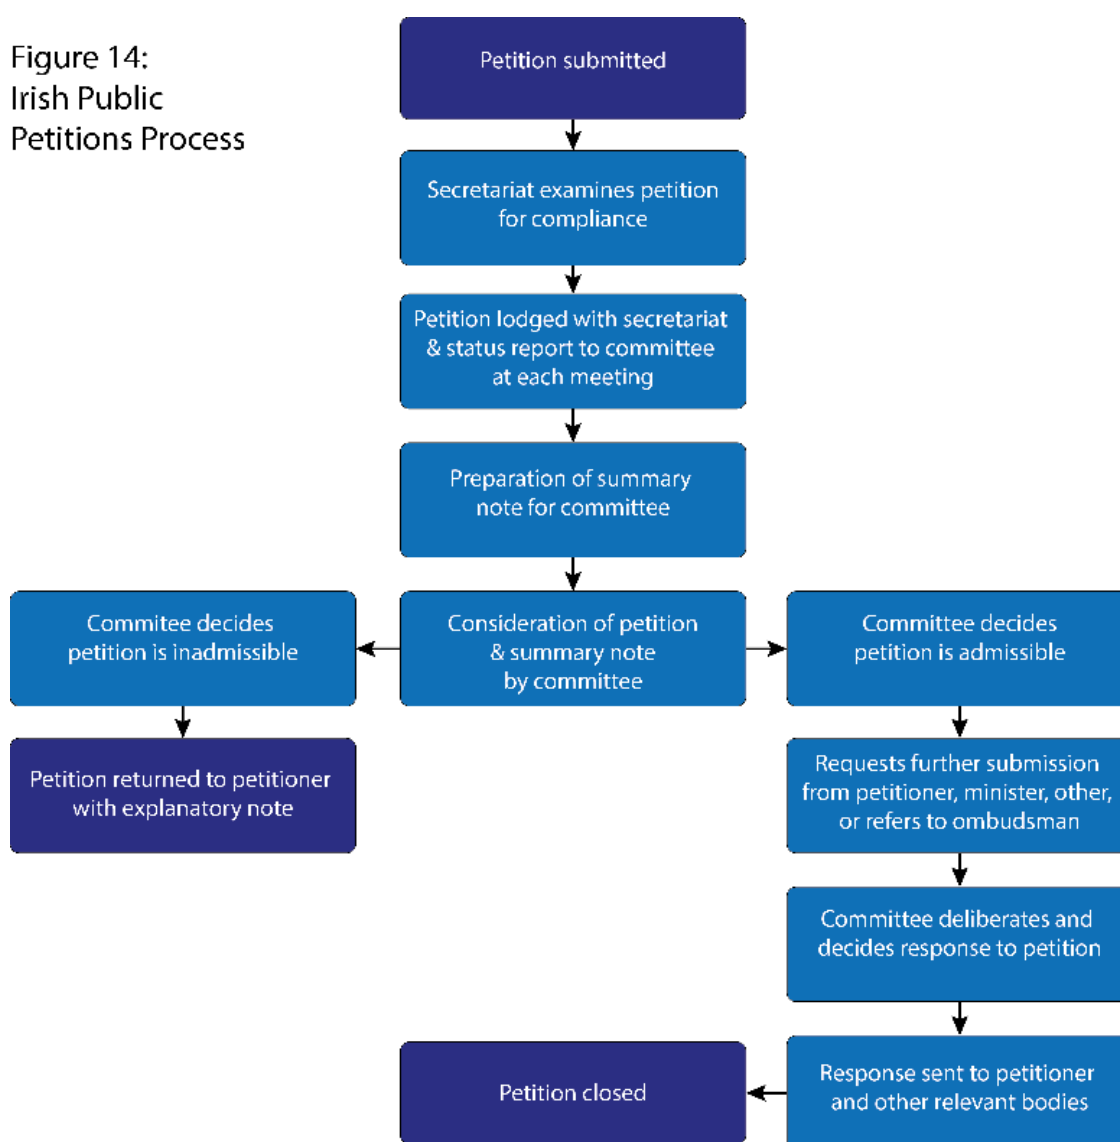 Figure 14:
Irish Public
Petitions Process
Petition submitted
Secretariat examines petition
for compliance
Petition lodged with secretariat
& status report to committee
at each meeting
Preparation of summary
note for committee
Commitee decides
petition is inadmissible
Consideration of petition
& summary note
by committee
Committee decides
petition is admissible
Petition returned to petitioner
with explanatory note
Requests further submission
from petitioner, minister, other,
or refers to ombudsman
Committee deliberates and
decides response to petition
Response sent to petitioner
and other relevant bodies
Petition closed